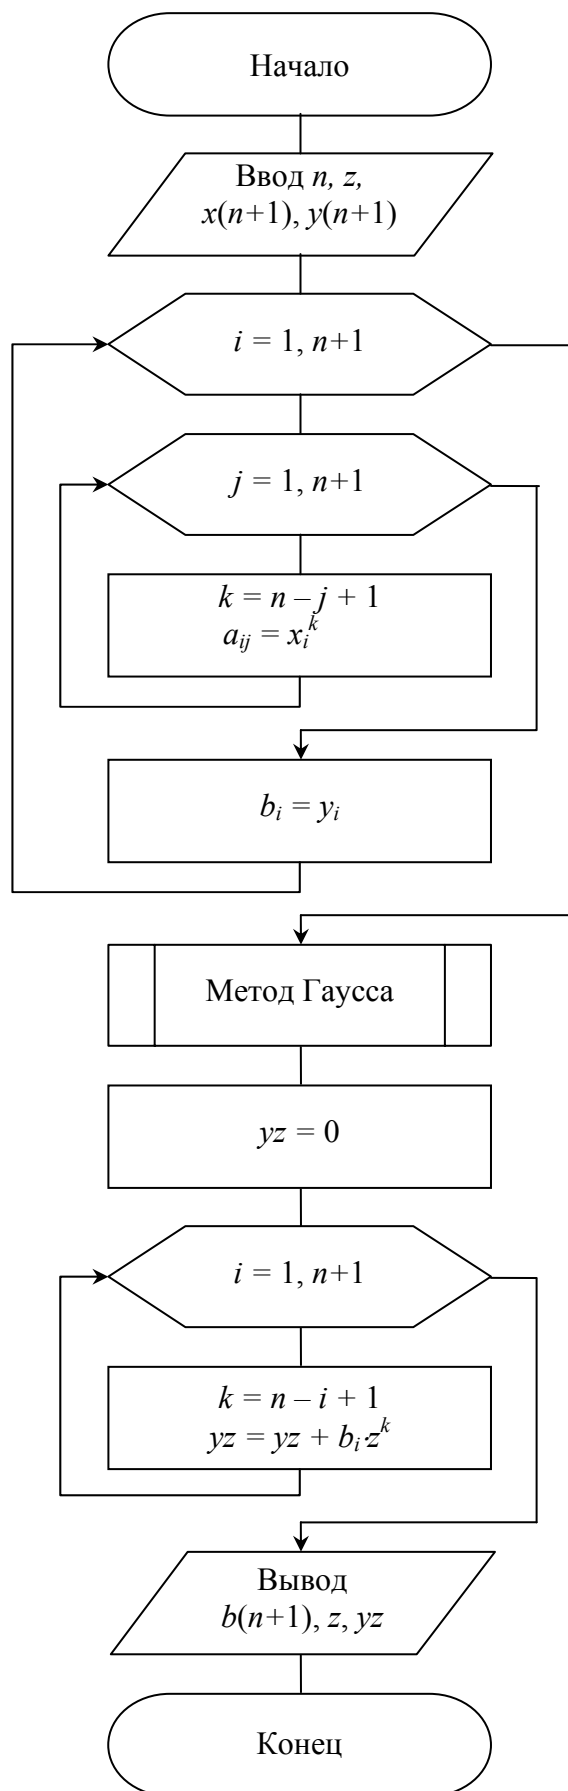 Начало
Ввод n, z,
x(n+1), y(n+1)
i = 1, n+1
j = 1, n+1
k = n – j + 1
aᵢⱼ = xᵢᵏ
bᵢ = yᵢ
Метод Гаусса
yz = 0
i = 1, n+1
k = n – i + 1
yz = yz + bᵢ·zᵏ
Вывод
b(n+1), z, yz
Конец